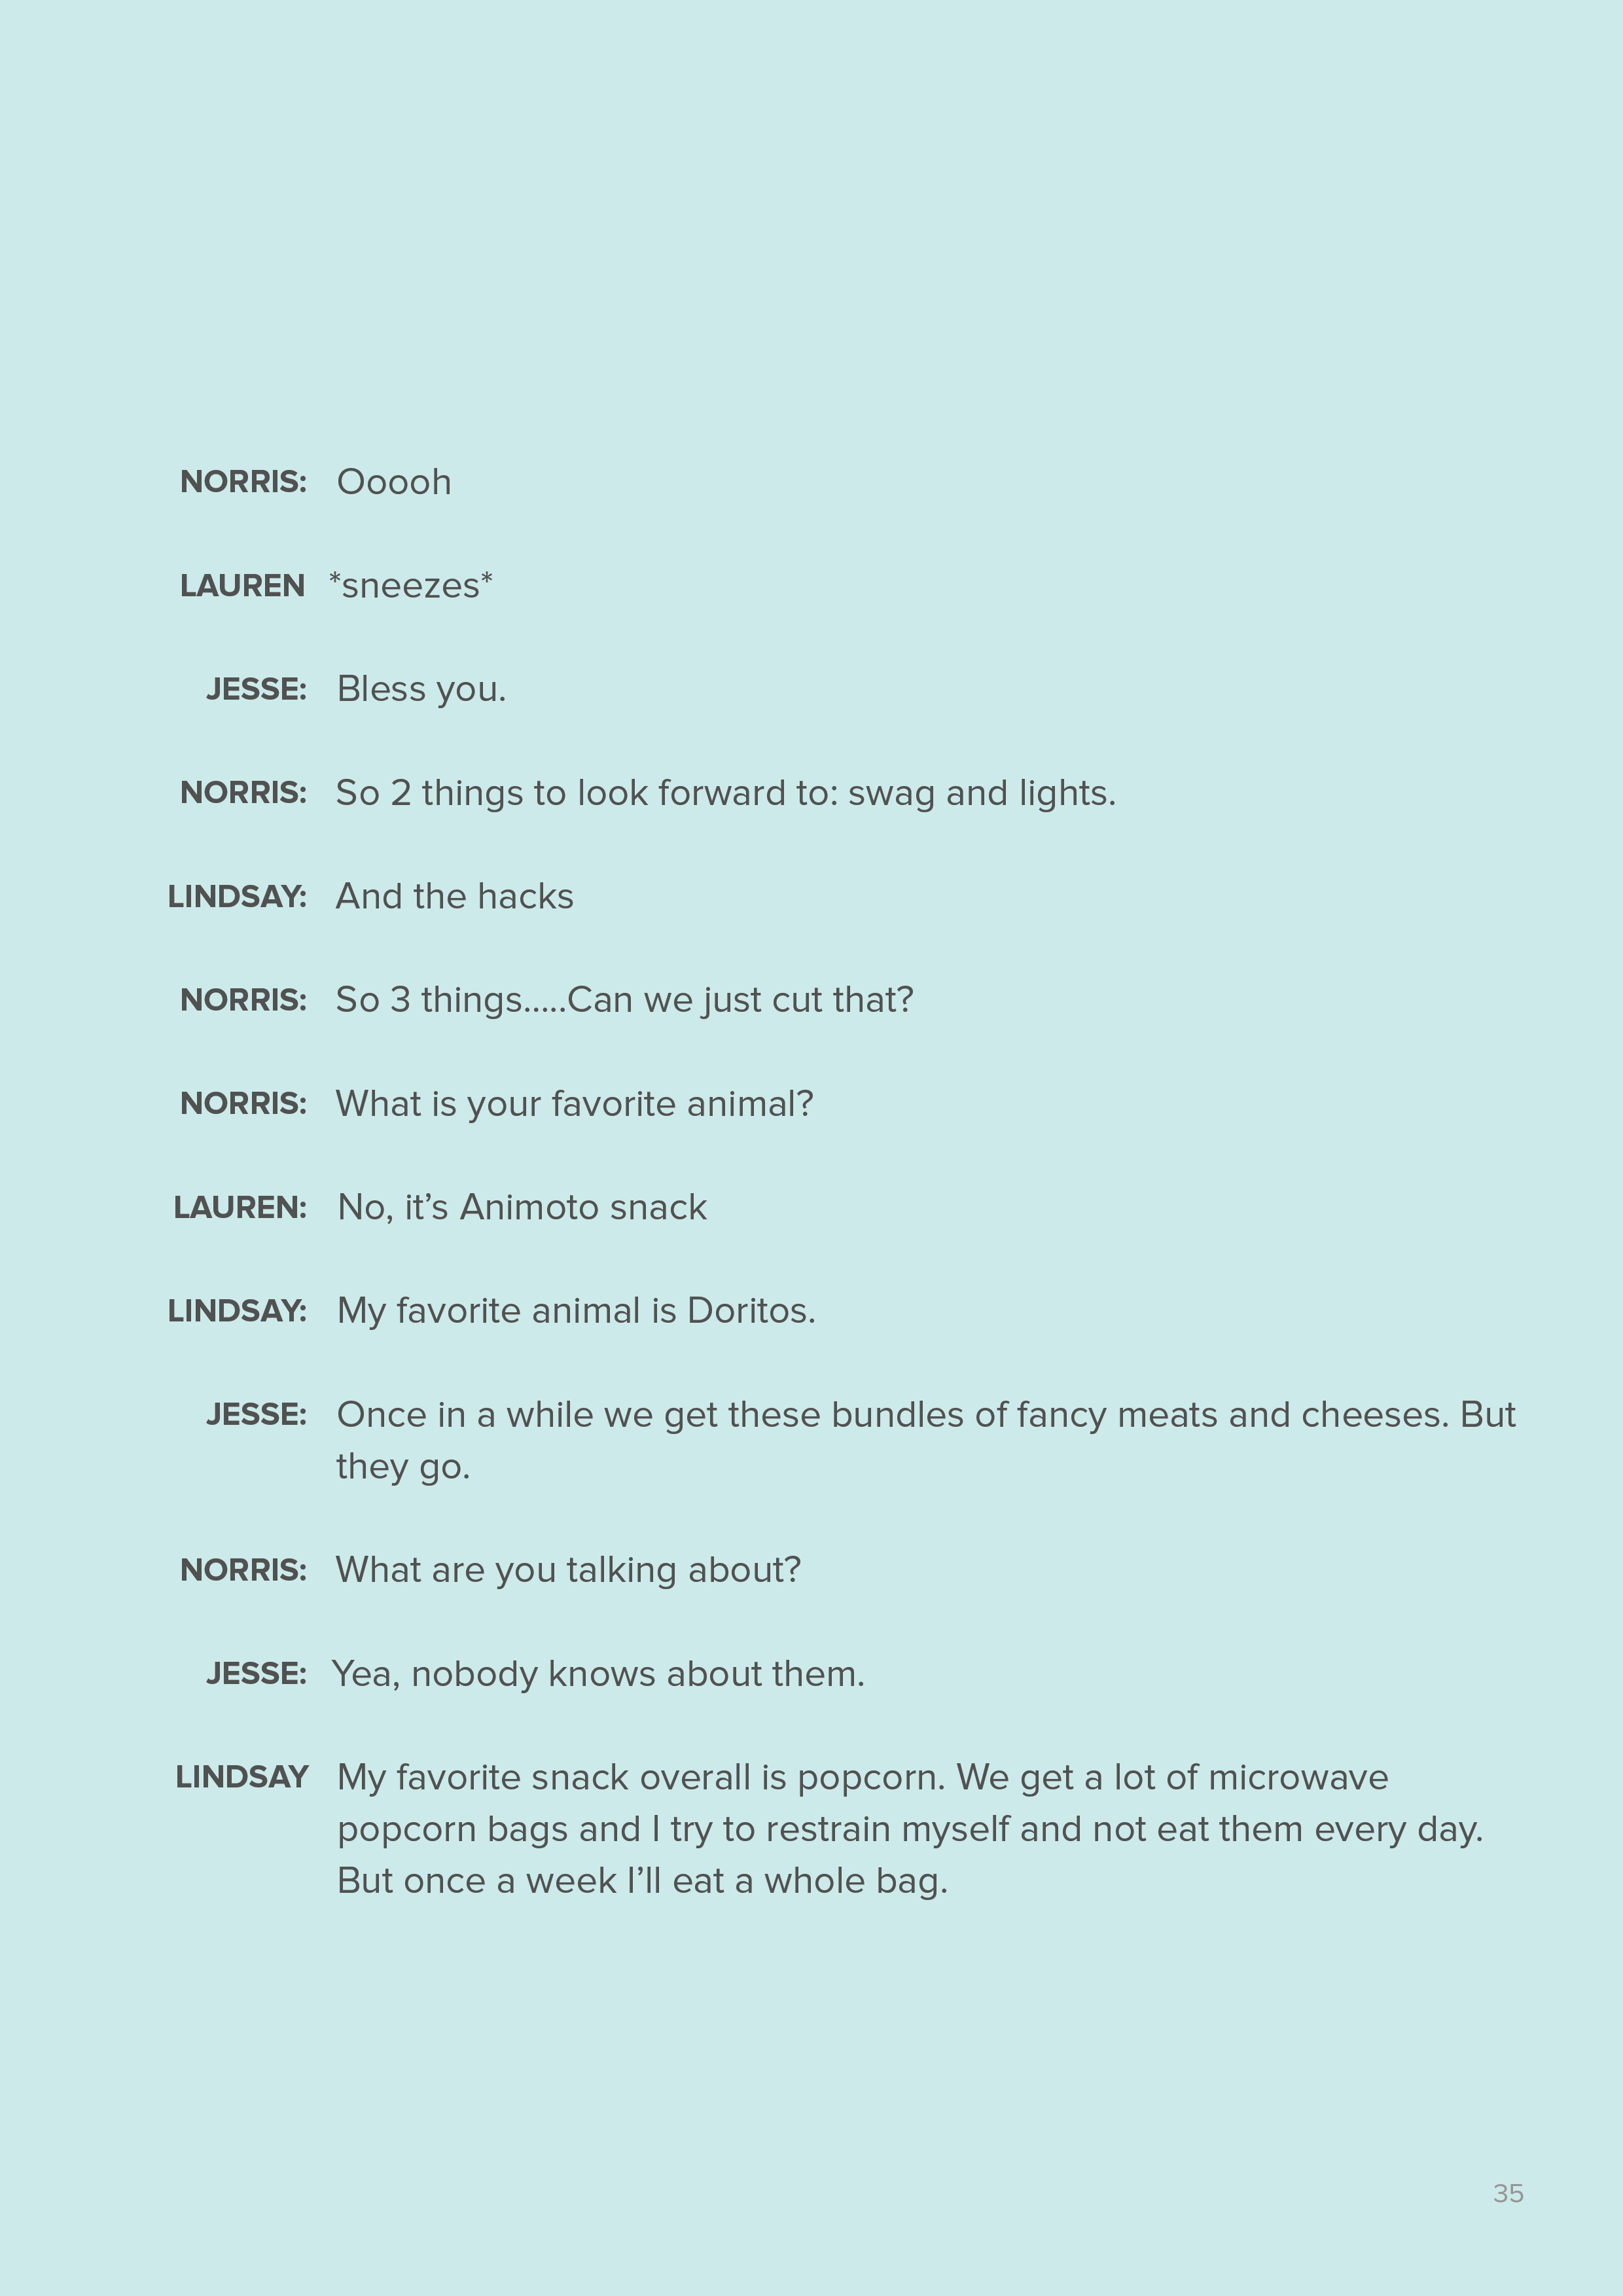 NORRIS: Ooooh
LAUREN *sneezes*
JESSE: Bless you.
NORRIS: So 2 things to look forward to: swag and lights.
LINDSAY: And the hacks
NORRIS: So 3 things.....Can we just cut that?
NORRIS: What is your favorite animal?
LAUREN: No, it’s Animoto snack
LINDSAY: My favorite animal is Doritos.
JESSE: Once in a while we get these bundles of fancy meats and cheeses. But
they go.
NORRIS: What are you talking about?
JESSE: Yea, nobody knows about them.
LINDSAY My favorite snack overall is popcorn. We get a lot of microwave
popcorn bags and I try to restrain myself and not eat them every day.
But once a week I’ll eat a whole bag.
35